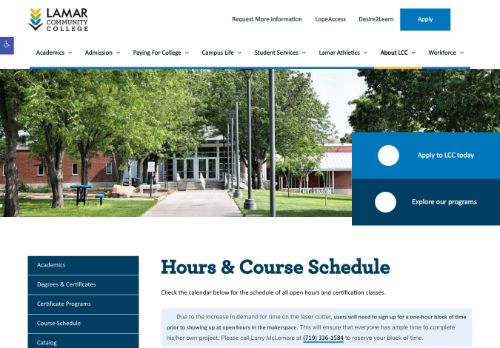 LAMAR
COMMUNITY
COLLEGE
Request More Information LopeAccess Desire2Learn Apply
Academics Admission Paying For College Campus Life Student Services Lamar Athletics About LCC Workforce
Apply to LCC today
Explore our programs
Academics
Degrees & Certificates
Certificate Programs
Course Schedule
Catalog
Hours & Course Schedule
Check the calendar below for the schedule of all open hours and certification classes.
Due to the increase in demand for time on the laser cutter, users will need to sign up for a one-hour block of time
prior to showing up at open hours in the makerspace. This will ensure that everyone has ample time to complete
his/her own project. Please call Larry McLemore at (719) 336-1584 to reserve your block of time.